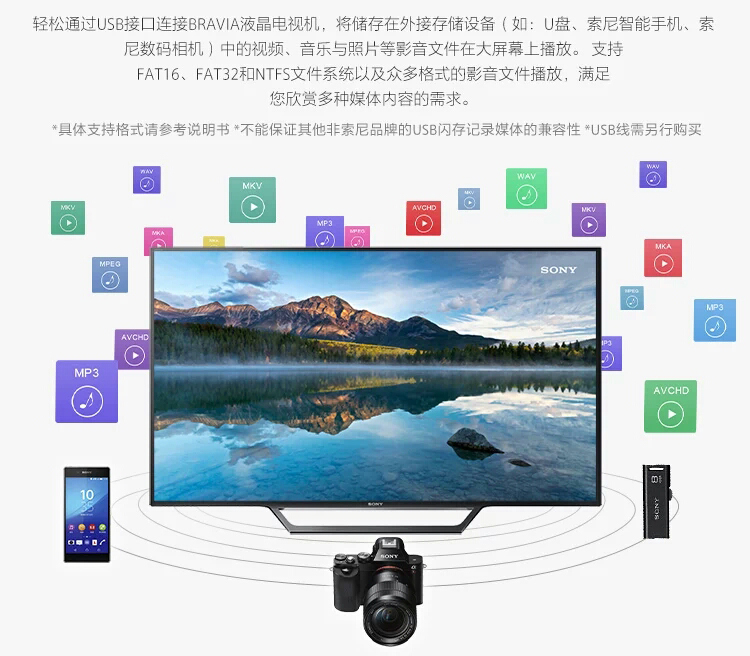 轻松通过USB接口连接BRAVIA液晶电视机，将储存在外接存储设备（如：U盘、索尼智能手机、索
尼数码相机）中的视频、音乐与照片等影音文件在大屏幕上播放。 支持
FAT16、FAT32和NTFS文件系统以及众多格式的影音文件播放，满足
您欣赏多种媒体内容的需求。
*具体支持格式请参考说明书 *不能保证其他非索尼品牌的USB闪存记录媒体的兼容性 *USB线需另行购买
WAV
WAV
WAV
MKV
MKV
MKV
AVCHD
MKV
MP3
MPEG
MKA
MKA
MPEG
SONY
MPEG
MP3
AVCHD
P3
MP3
AVCHD
SONY
10
8
SONY
SONY